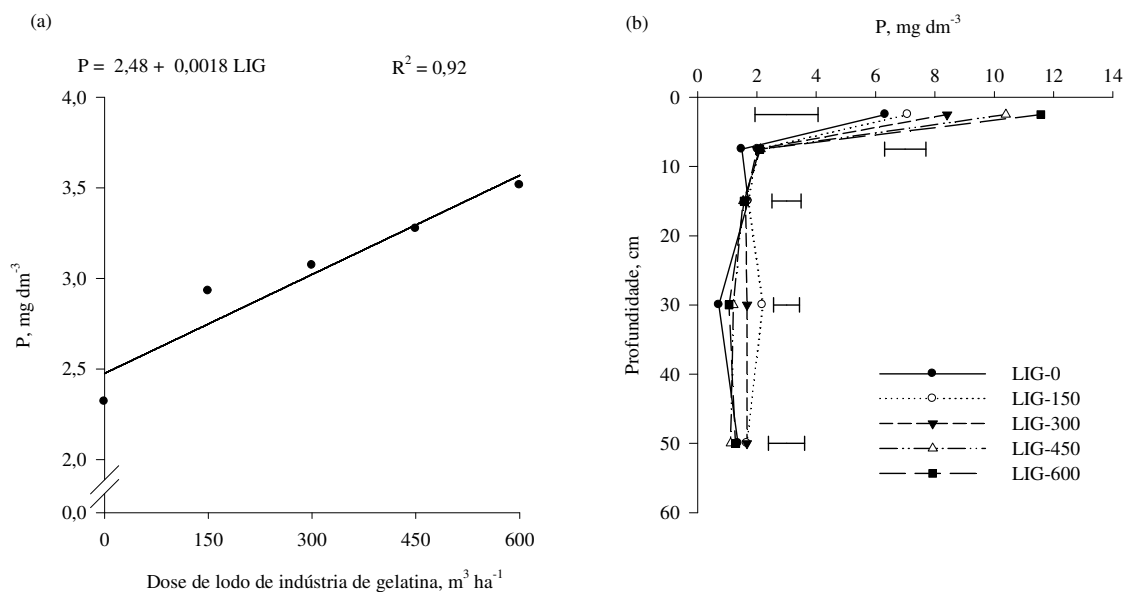 (a)
P = 2,48 + 0,0018 LIG
R² = 0,92
4,0
3,5
3,0
2,5
2,0
0,0
P, mg dm⁻³
0 150 300 450 600
Dose de lodo de indústria de gelatina, m³ ha⁻¹
(b)
P, mg dm⁻³
0 2 4 6 8 10 12 14
0
10
20
30
40
50
60
Profundidade, cm
LIG-0
LIG-150
LIG-300
LIG-450
LIG-600